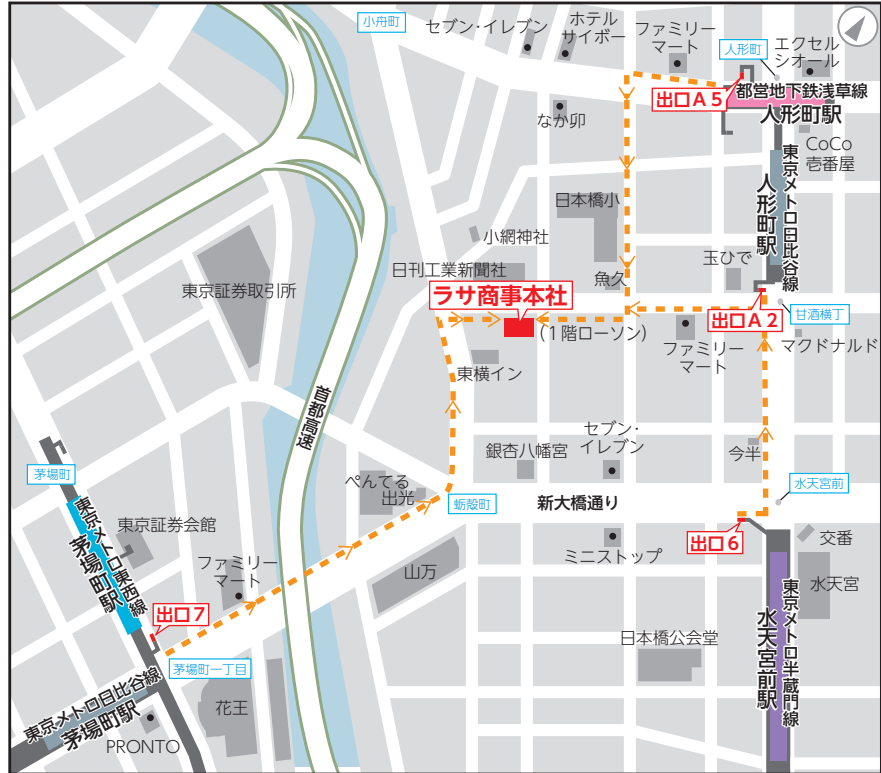 小舟町
セブン-イレブン
ホテル
サイボー
ファミリー
マート
人形町
エクセル
シオール
出口A5
都営地下鉄浅草線
人形町駅
なか卯
CoCo
壱番屋
東京メトロ日比谷線
人形町駅
日本橋小
小網神社
玉ひで
日刊工業新聞社
魚久
東京証券取引所
ラサ商事本社
(1階ローソン)
出口A2
甘酒横丁
ファミリー
マート
マクドナルド
東横イン
首都高速
セブン-
イレブン
銀杏八幡宮
今半
茅場町
ぺんてる
出光
蛎殻町
新大橋通り
水天宮前
東京メトロ東西線
茅場町駅
東京証券会館
ファミリー
マート
山万
ミニストップ
出口6
交番
水天宮
出口7
東京メトロ半蔵門線
水天宮前駅
日本橋公会堂
茅場町一丁目
東京メトロ日比谷線
茅場町駅
花王
PRONTO